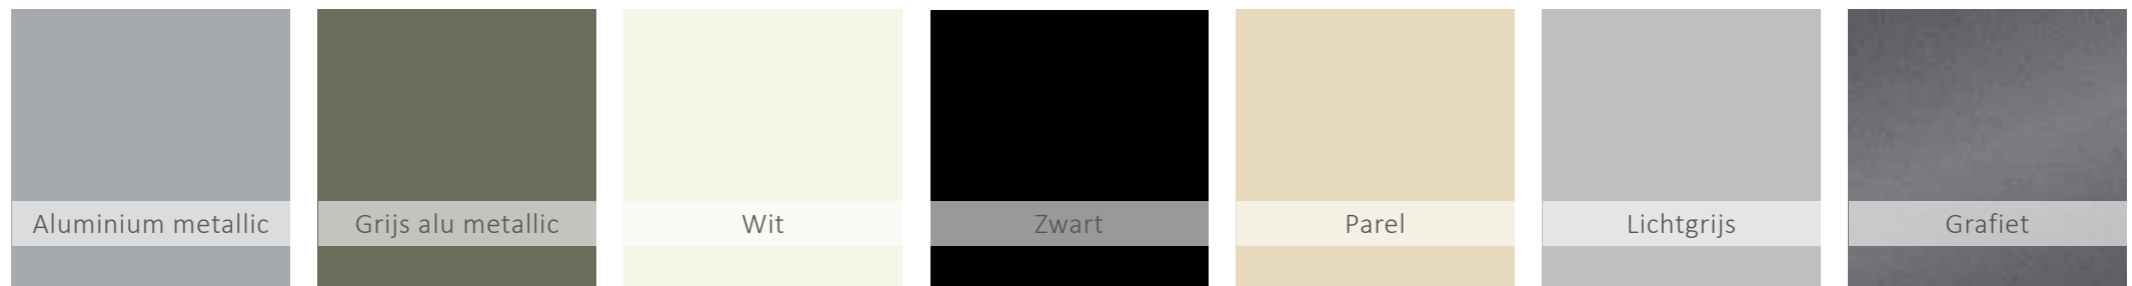 Aluminium metallic
Grijs alu metallic
Wit
Zwart
Parel
Lichtgrijs
Grafiet